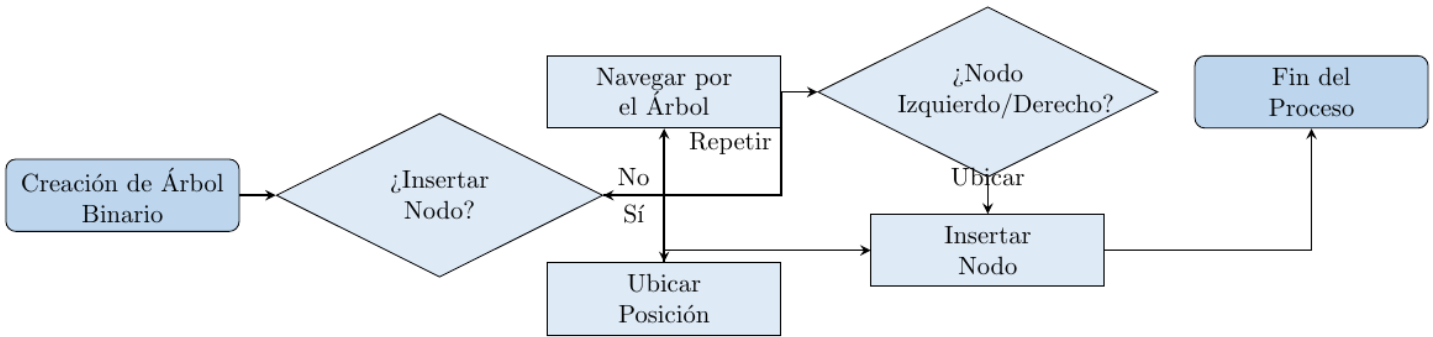 Creación de Árbol
Binario
¿Insertar
Nodo?
Navegar por
el Árbol
Repetir
No
Sí
Ubicar
Posición
¿Nodo
Izquierdo/Derecho?
Ubicar
Insertar
Nodo
Fin del
Proceso